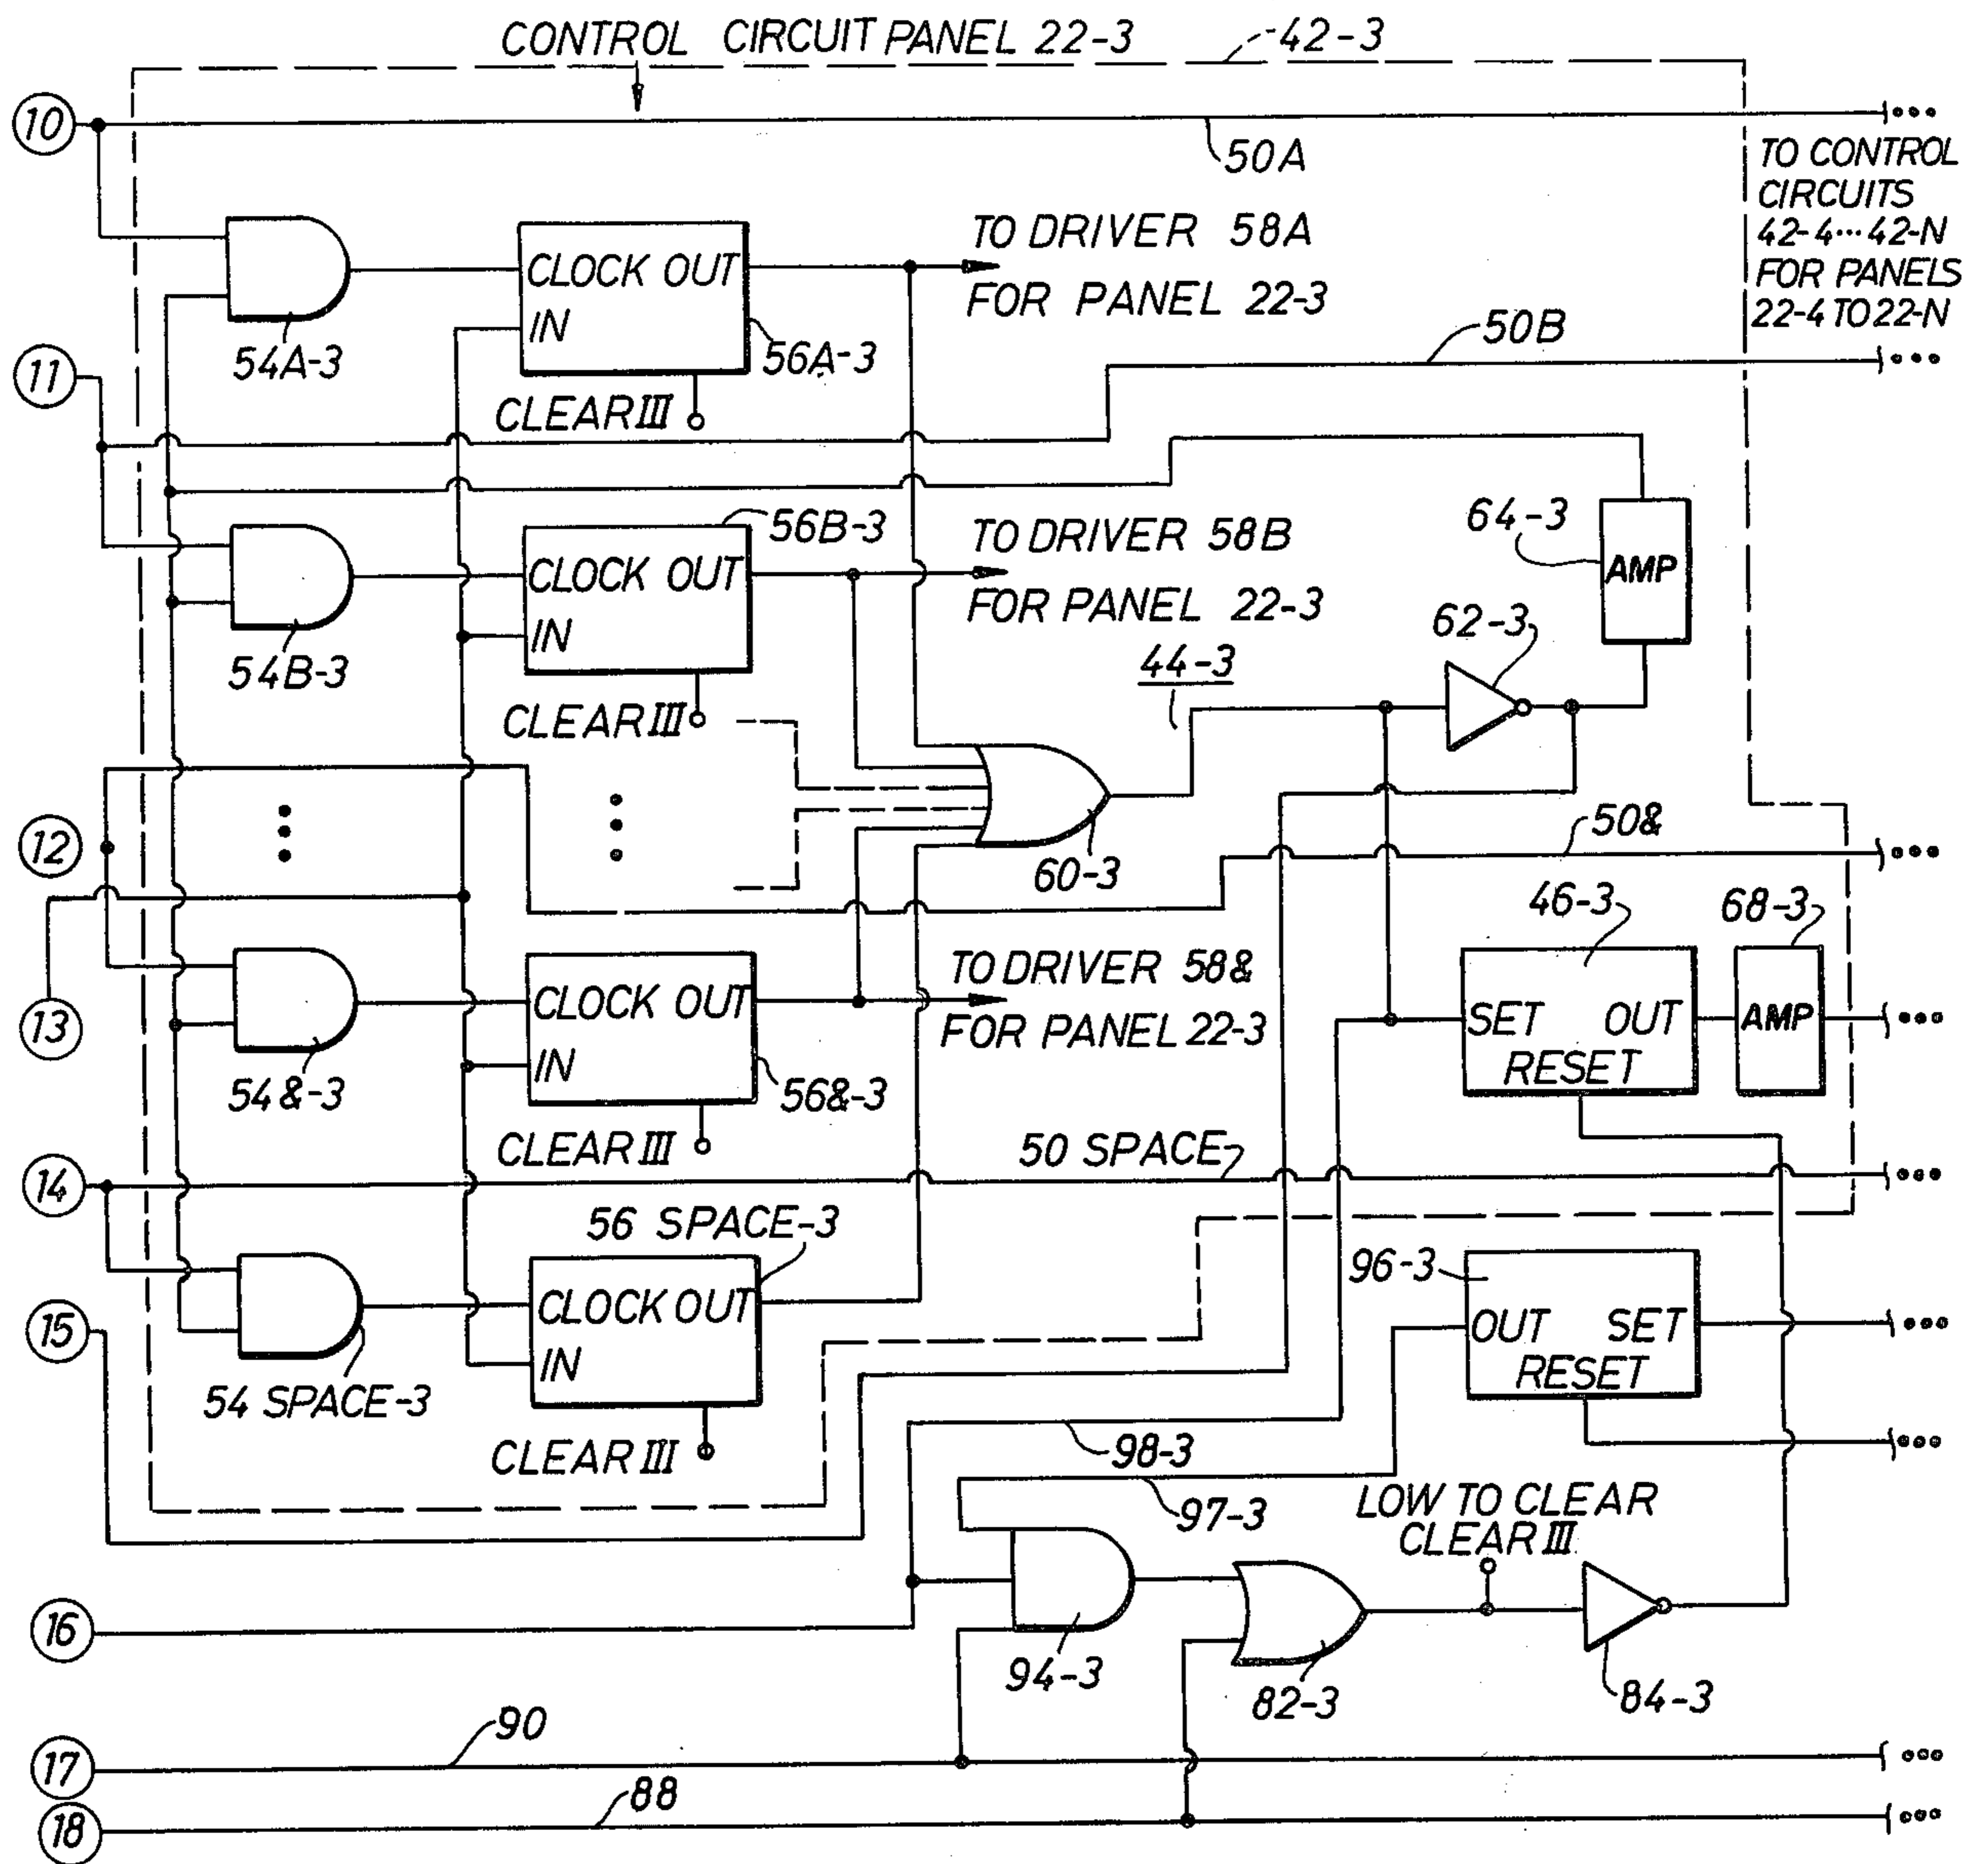 CONTROL CIRCUIT PANEL 22-3
42-3
10
50A
TO CONTROL
CIRCUITS
42-4...42-N
FOR PANELS
22-4 TO 22-N
CLOCK OUT
IN
TO DRIVER 58A
FOR PANEL 22-3
54A-3
56A-3
CLEAR III
50B
11
56B-3
CLOCK OUT
IN
TO DRIVER 58B
FOR PANEL 22-3
64-3
AMP
62-3
54B-3
44-3
CLEAR III
12
60-3
50&
46-3
68-3
13
CLOCK OUT
IN
TO DRIVER 58&
FOR PANEL 22-3
SET OUT
RESET
AMP
54&-3
56&-3
CLEAR III
50 SPACE
14
56 SPACE-3
96-3
15
CLOCK OUT
IN
OUT SET
RESET
54 SPACE-3
CLEAR III
98-3
97-3
LOW TO CLEAR
CLEAR III
16
94-3
82-3
84-3
90
17
88
18